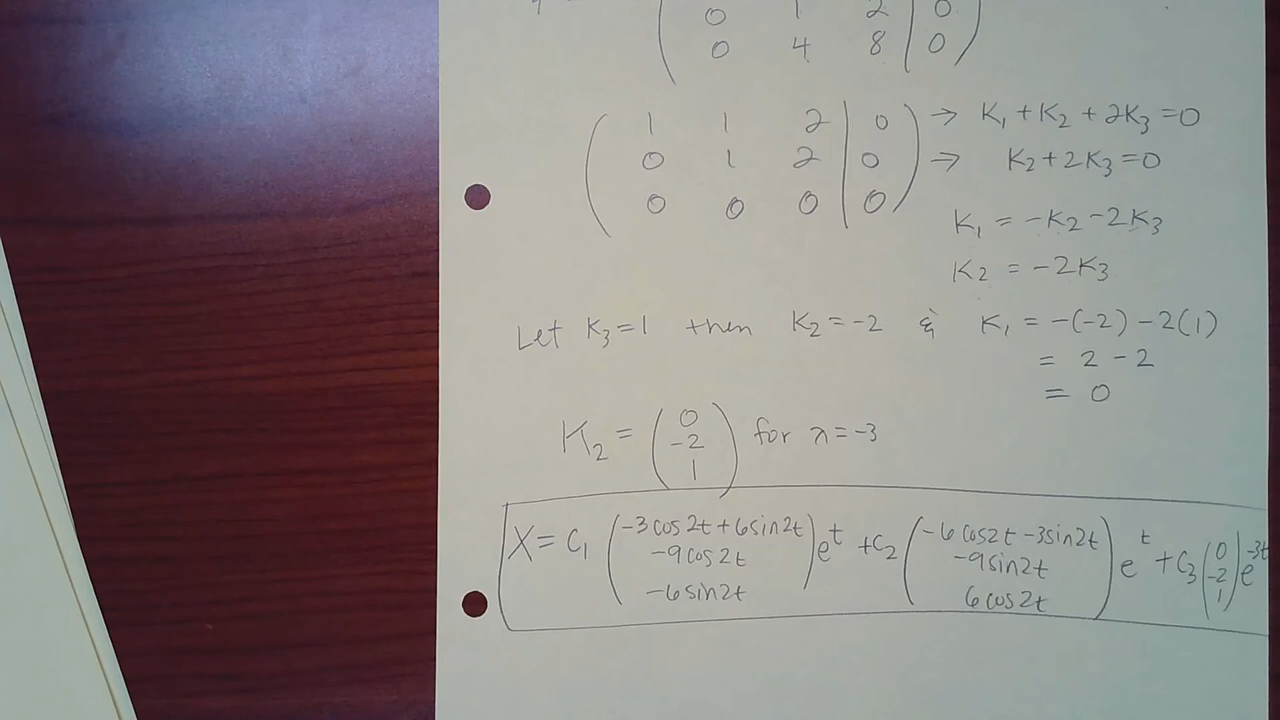 0 1 2 | 0
0 4 8 | 0
1 1 2 | 0 → K₁ + K₂ + 2K₃ = 0
0 1 2 | 0 → K₂ + 2K₃ = 0
0 0 0 | 0
K₁ = -K₂ - 2K₃
K₂ = -2K₃
Let K₃ = 1 then K₂ = -2 & K₁ = -(-2) - 2(1)
= 2 - 2
= 0
K₂ = (0 -2 1) for λ = -3
X = C₁ (-3cos2t + 6sin2t, -9cos2t, -6sin2t) eᵗ + C₂ (-6cos2t - 3sin2t, -9sin2t, 6cos2t) eᵗ + C₃ (0 -2 1) e⁻³ᵗ